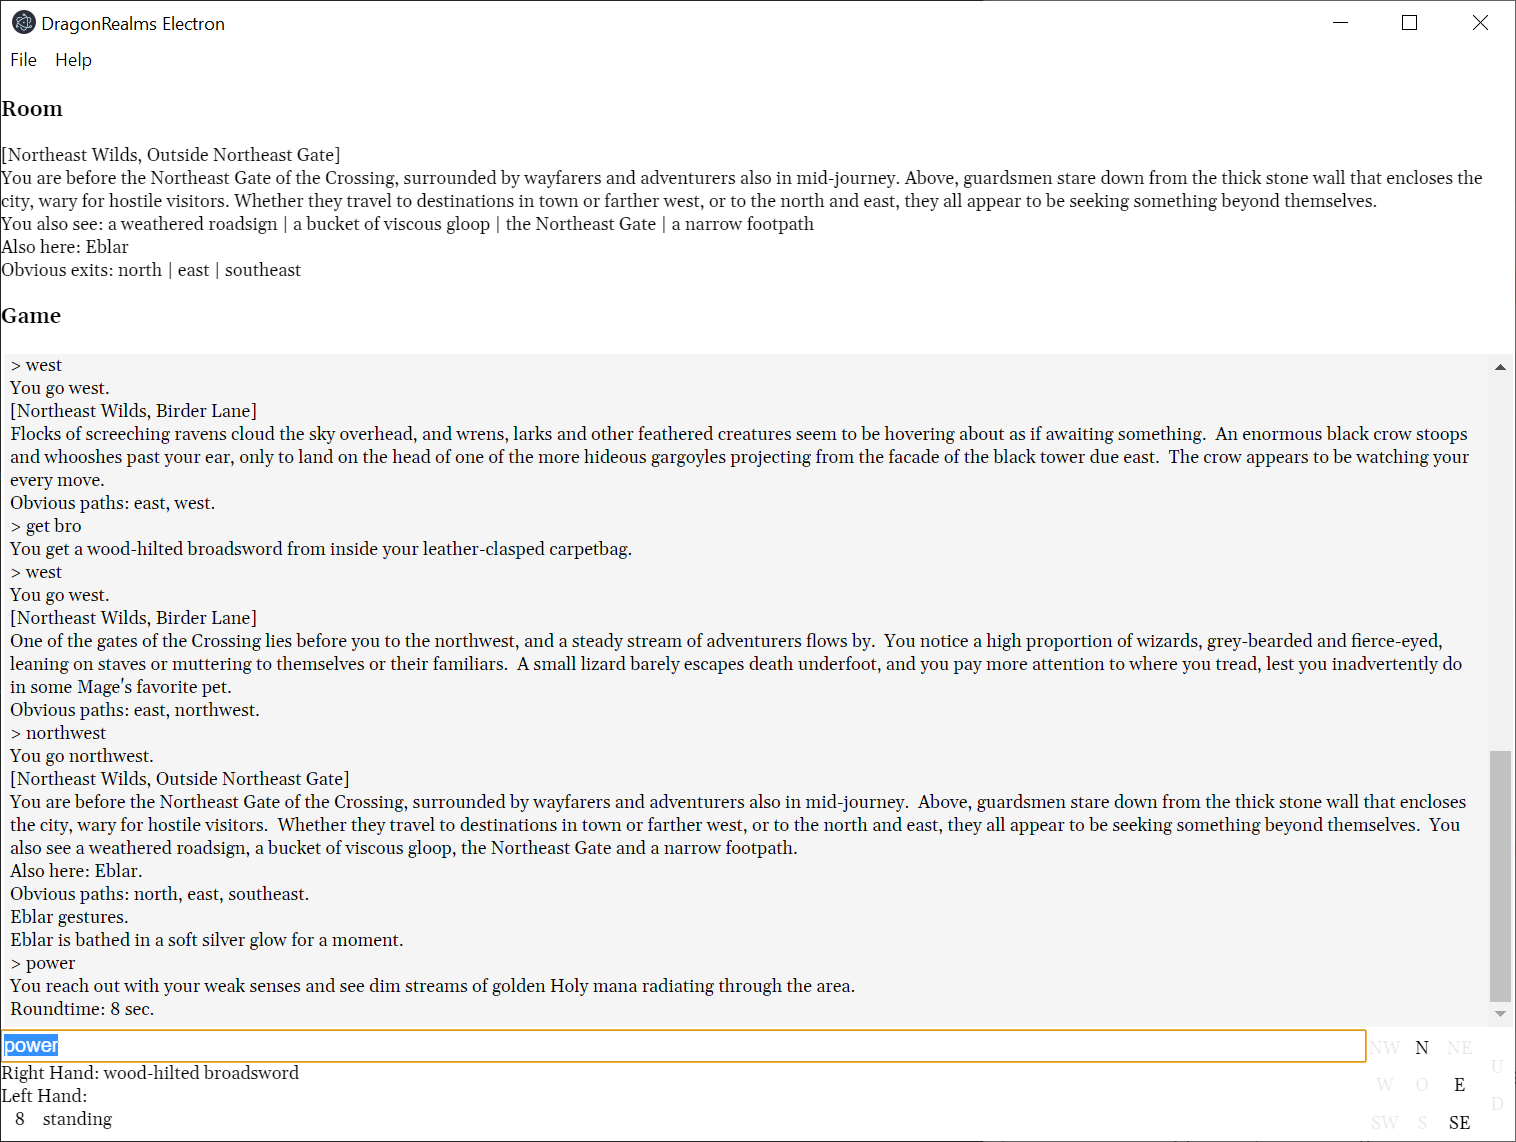 DragonRealms Electron
File Help
Room
[Northeast Wilds, Outside Northeast Gate]
You are before the Northeast Gate of the Crossing, surrounded by wayfarers and adventurers also in mid-journey. Above, guardsmen stare down from the thick stone wall that encloses the
city, wary for hostile visitors. Whether they travel to destinations in town or farther west, or to the north and east, they all appear to be seeking something beyond themselves.
You also see: a weathered roadsign | a bucket of viscous gloop | the Northeast Gate | a narrow footpath
Also here: Eblar
Obvious exits: north | east | southeast
Game
> west
You go west.
[Northeast Wilds, Birder Lane]
Flocks of screeching ravens cloud the sky overhead, and wrens, larks and other feathered creatures seem to be hovering about as if awaiting something.  An enormous black crow stoops
and whooshes past your ear, only to land on the head of one of the more hideous gargoyles projecting from the facade of the black tower due east.  The crow appears to be watching your
every move.
Obvious paths: east, west.
> get bro
You get a wood-hilted broadsword from inside your leather-clasped carpetbag.
> west
You go west.
[Northeast Wilds, Birder Lane]
One of the gates of the Crossing lies before you to the northwest, and a steady stream of adventurers flows by.  You notice a high proportion of wizards, grey-bearded and fierce-eyed,
leaning on staves or muttering to themselves or their familiars.  A small lizard barely escapes death underfoot, and you pay more attention to where you tread, lest you inadvertently do
in some Mage's favorite pet.
Obvious paths: east, northwest.
> northwest
You go northwest.
[Northeast Wilds, Outside Northeast Gate]
You are before the Northeast Gate of the Crossing, surrounded by wayfarers and adventurers also in mid-journey.  Above, guardsmen stare down from the thick stone wall that encloses
the city, wary for hostile visitors.  Whether they travel to destinations in town or farther west, or to the north and east, they all appear to be seeking something beyond themselves.  You
also see a weathered roadsign, a bucket of viscous gloop, the Northeast Gate and a narrow footpath.
Also here: Eblar.
Obvious paths: north, east, southeast.
Eblar gestures.
Eblar is bathed in a soft silver glow for a moment.
> power
You reach out with your weak senses and see dim streams of golden Holy mana radiating through the area.
Roundtime: 8 sec.
power
Right Hand: wood-hilted broadsword
Left Hand:
8 standing
NW N NE
U
W O E
D
SW S SE